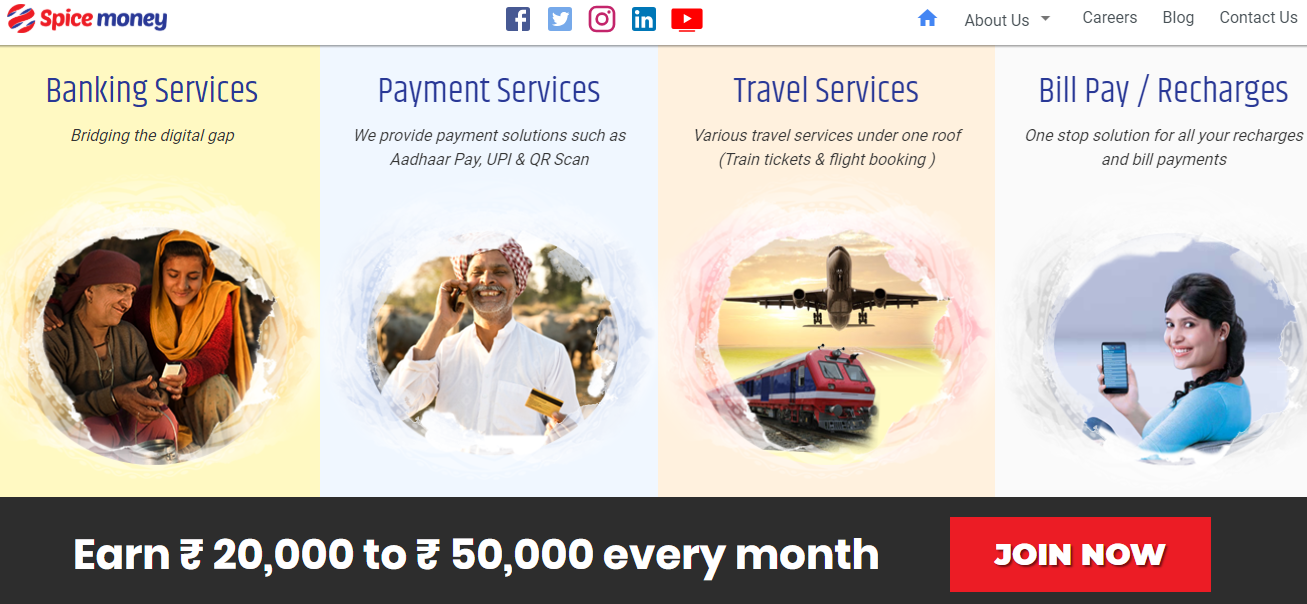 Spice money
About Us
Careers
Blog
Contact Us
Banking Services
Bridging the digital gap
Payment Services
We provide payment solutions such as
Aadhaar Pay, UPI & QR Scan
Travel Services
Various travel services under one roof
(Train tickets & flight booking )
Bill Pay / Recharges
One stop solution for all your recharges
and bill payments
Earn ₹ 20,000 to ₹ 50,000 every month
JOIN NOW